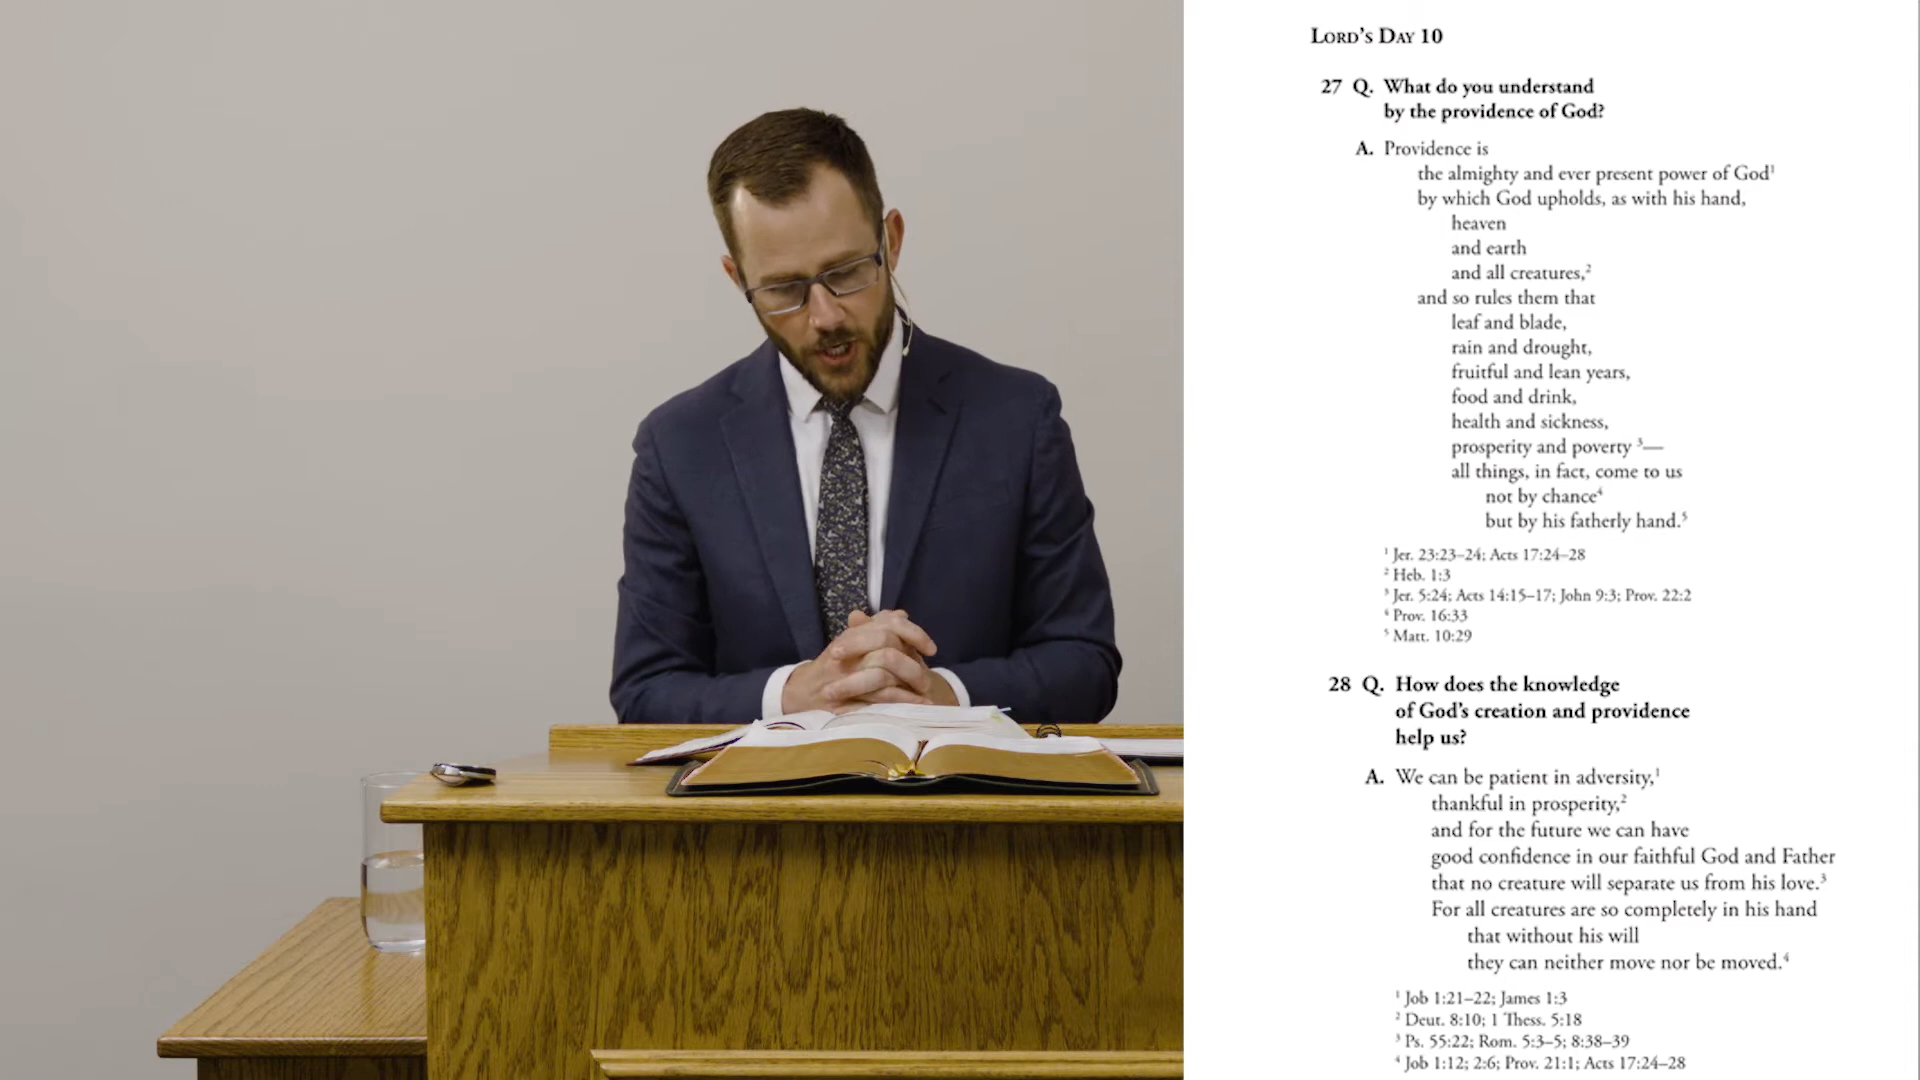 LORD'S DAY 10
27 Q. What do you understand
by the providence of God?
A. Providence is
the almighty and ever present power of God¹
by which God upholds, as with his hand,
heaven
and earth
and all creatures,²
and so rules them that
leaf and blade,
rain and drought,
fruitful and lean years,
food and drink,
health and sickness,
prosperity and poverty ³—
all things, in fact, come to us
not by chance⁴
but by his fatherly hand.⁵
¹ Jer. 23:23–24; Acts 17:24–28
² Heb. 1:3
³ Jer. 5:24; Acts 14:15–17; John 9:3; Prov. 22:2
⁴ Prov. 16:33
⁵ Matt. 10:29
28 Q. How does the knowledge
of God's creation and providence
help us?
A. We can be patient in adversity,¹
thankful in prosperity,²
and for the future we can have
good confidence in our faithful God and Father
that no creature will separate us from his love.³
For all creatures are so completely in his hand
that without his will
they can neither move nor be moved.⁴
¹ Job 1:21–22; James 1:3
² Deut. 8:10; 1 Thess. 5:18
³ Ps. 55:22; Rom. 5:3–5; 8:38–39
⁴ Job 1:12; 2:6; Prov. 21:1; Acts 17:24–28